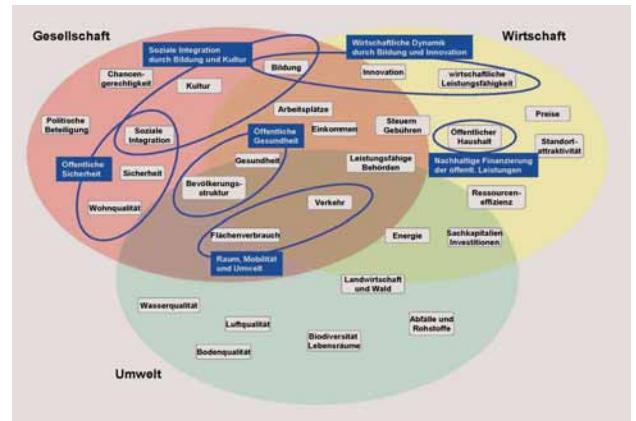 Gesellschaft
Soziale Integration
durch Bildung und Kultur
Wirtschaftliche Dynamik
durch Bildung und Innovation
Wirtschaft
Chancen-
gerechtigkeit
Kultur
Bildung
Innovation
wirtschaftliche
Leistungsfähigkeit
Politische
Beteiligung
Soziale
Integration
Arbeitsplätze
Einkommen
Steuern
Gebühren
Öffentlicher
Haushalt
Preise
Standort-
attraktivität
Öffentliche
Sicherheit
Sicherheit
Öffentliche
Gesundheit
Gesundheit
Leistungsfähige
Behörden
Nachhaltige Finanzierung
der öffentl. Leistungen
Wohnqualität
Bevölkerungs-
struktur
Verkehr
Ressourcen-
effizienz
Flächenverbrauch
Energie
Sachkapitalien
Investitionen
Raum, Mobilität
und Umwelt
Landwirtschaft
und Wald
Wasserqualität
Luftqualität
Bodenqualität
Biodiversität
Lebensräume
Abfälle und
Rohstoffe
Umwelt